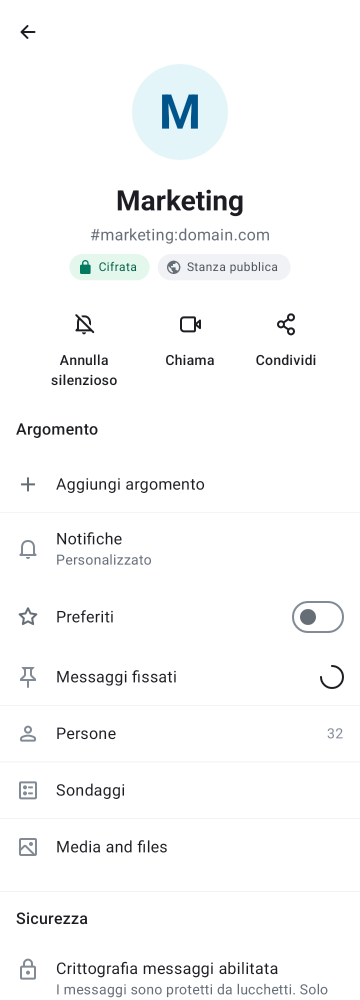 M
Marketing
#marketing:domain.com
Cifrata
Stanza pubblica
Annulla
silenzioso
Chiama
Condividi
Argomento
Aggiungi argomento
Notifiche
Personalizzato
Preferiti
Messaggi fissati
Persone
32
Sondaggi
Media and files
Sicurezza
Crittografia messaggi abilitata
I messaggi sono protetti da lucchetti. Solo